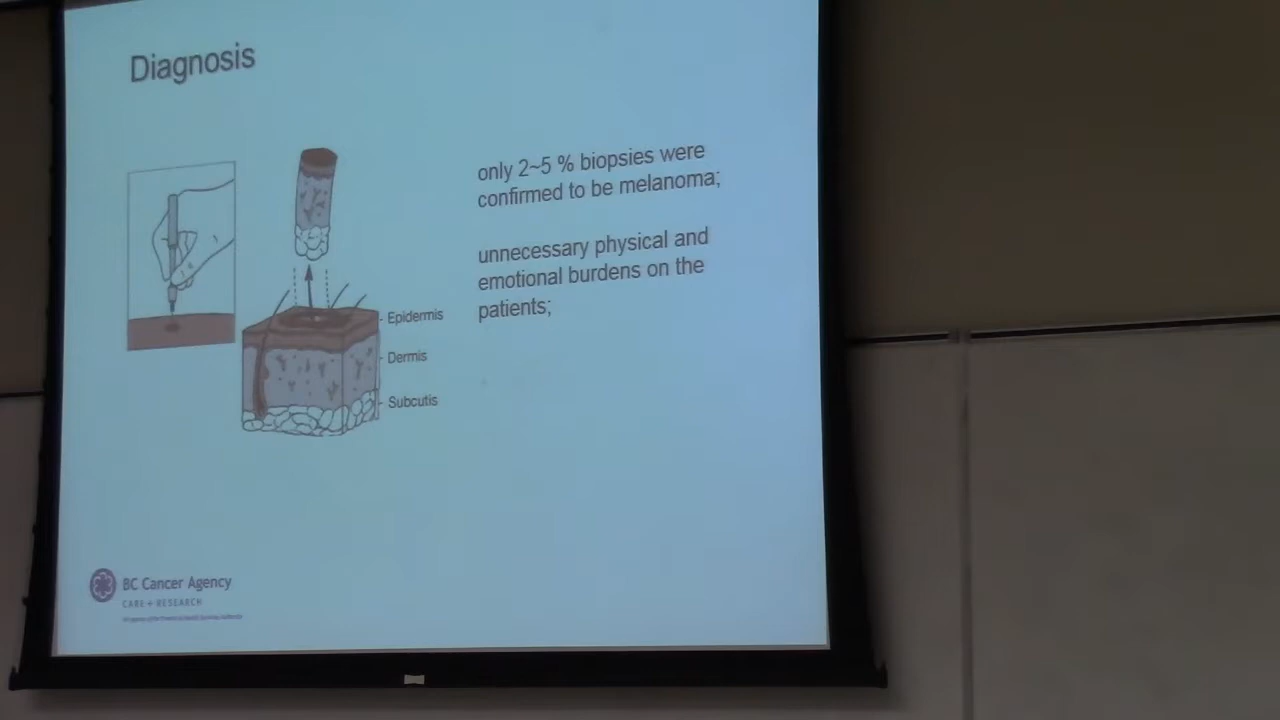 Diagnosis
only 2~5 % biopsies were
confirmed to be melanoma;
unnecessary physical and
emotional burdens on the
patients;
Epidermis
Dermis
Subcutis
BC Cancer Agency
CARE + RESEARCH